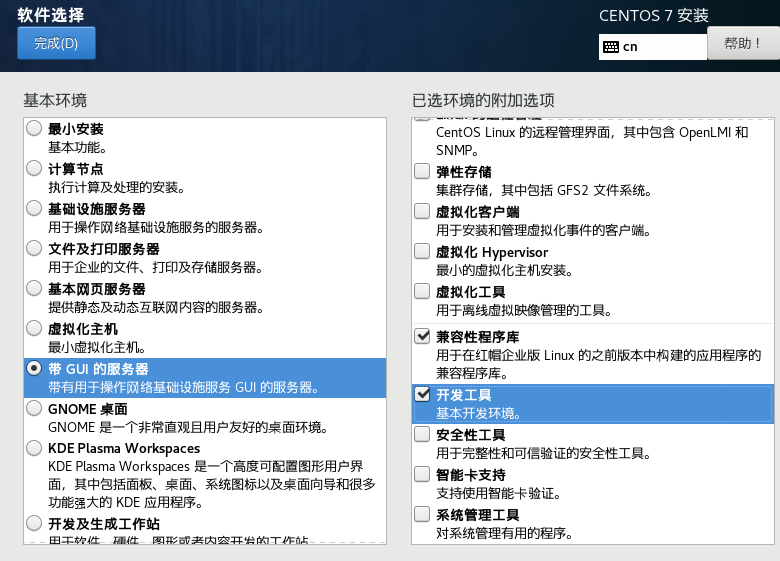 软件选择
CENTOS 7 安装
完成(D)
cn
帮助！
基本环境
最小安装
基本功能。
计算节点
执行计算及处理的安装。
基础设施服务器
用于操作网络基础设施服务的服务器。
文件及打印服务器
用于企业的文件、打印及存储服务器。
基本网页服务器
提供静态及动态互联网内容的服务器。
虚拟化主机
最小虚拟化主机。
带 GUI 的服务器
带有用于操作网络基础设施服务 GUI 的服务器。
GNOME 桌面
GNOME 是一个非常直观且用户友好的桌面环境。
KDE Plasma Workspaces
KDE Plasma Workspaces 是一个高度可配置图形用户界
面，其中包括面板、桌面、系统图标以及桌面向导和很多
功能强大的 KDE 应用程序。
开发及生成工作站
用于软件、硬件、图形或者内容开发的工作站
已选环境的附加选项
CentOS Linux 的远程管理界面，其中包含 OpenLMI 和
SNMP。
弹性存储
集群存储，其中包括 GFS2 文件系统。
虚拟化客户端
用于安装和管理虚拟化事件的客户端。
虚拟化 Hypervisor
最小的虚拟化主机安装。
虚拟化工具
用于离线虚拟映像管理的工具。
兼容性程序库
用于在红帽企业版 Linux 的之前版本中构建的应用程序的
兼容程序库。
开发工具
基本开发环境。
安全性工具
用于完整性和可信验证的安全性工具。
智能卡支持
支持使用智能卡验证。
系统管理工具
对系统管理有用的程序。